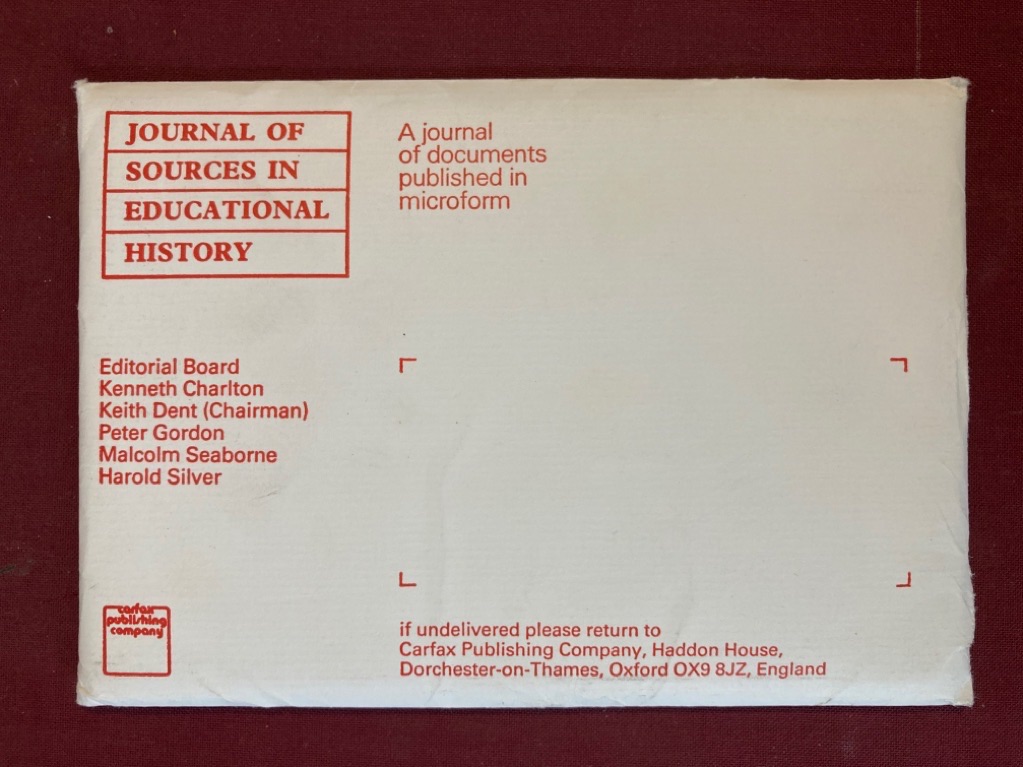 JOURNAL OF
SOURCES IN
EDUCATIONAL
HISTORY
A journal
of documents
published in
microform
Editorial Board
Kenneth Charlton
Keith Dent (Chairman)
Peter Gordon
Malcolm Seaborne
Harold Silver
carfax
publishing
company
if undelivered please return to
Carfax Publishing Company, Haddon House,
Dorchester-on-Thames, Oxford OX9 8JZ, England